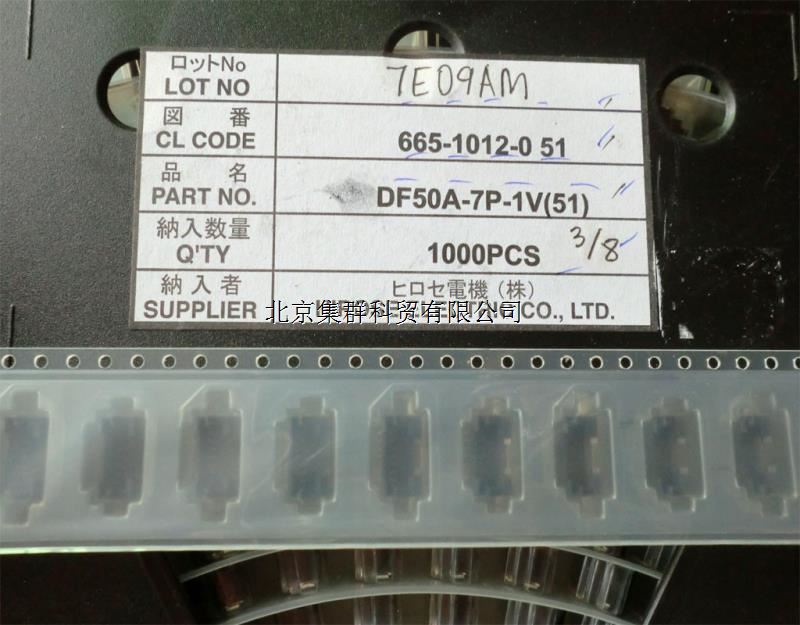 ロットNo
LOT NO 7E09AM
図 番
CL CODE 665-1012-0 51
品 名
PART NO. DF50A-7P-1V(51)
納入数量
Q'TY 1000PCS 3/8
納入者 ヒロセ電機(株)
SUPPLIER CO., LTD.
北京集群科贸有限公司